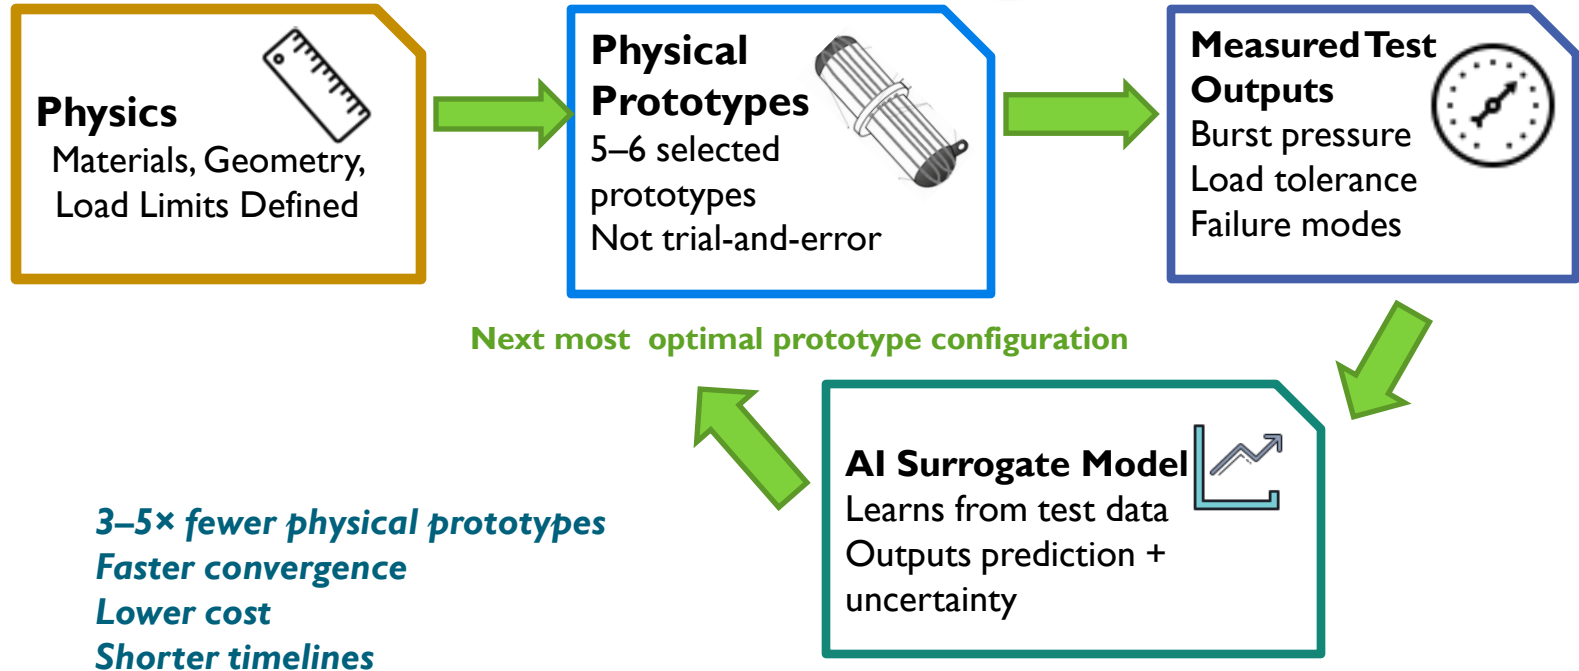 Physics
Materials, Geometry,
Load Limits Defined
Physical
Prototypes
5–6 selected
prototypes
Not trial-and-error
Measured Test
Outputs
Burst pressure
Load tolerance
Failure modes
Next most optimal prototype configuration
AI Surrogate Model
Learns from test data
Outputs prediction +
uncertainty
3–5× fewer physical prototypes
Faster convergence
Lower cost
Shorter timelines